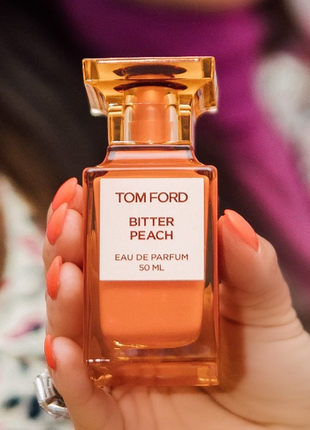 TOM FORD
BITTER
PEACH
EAU DE PARFUM
50 ML